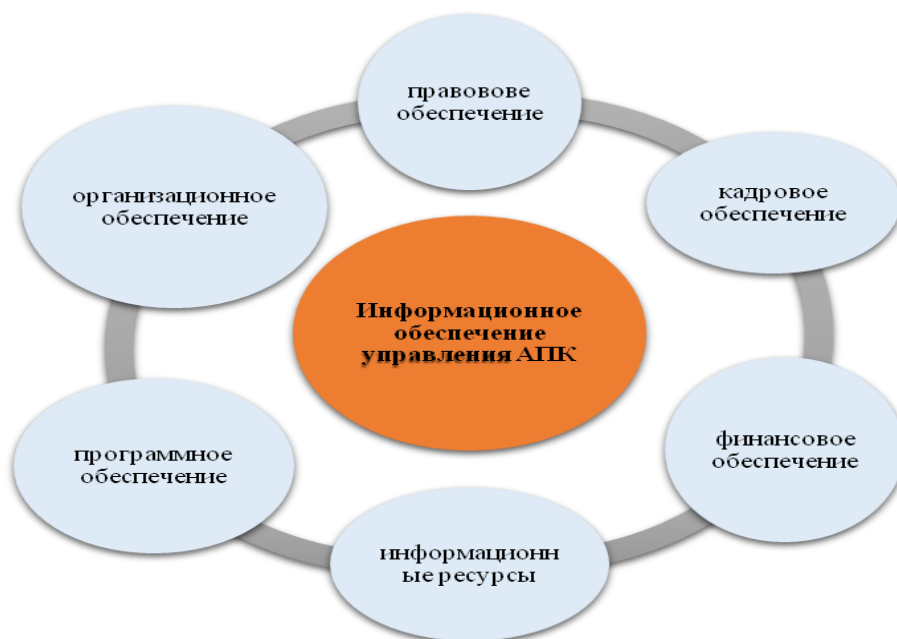 правовове
обеспечение
организационное
обеспечение
кадровое
обеспечение
Информационное
обеспечение
управления АПК
программное
обеспечение
финансовое
обеспечение
информационн
ые ресурсы